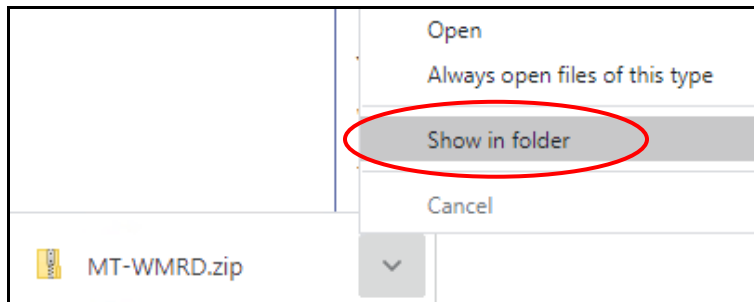 Open
Always open files of this type
Show in folder
Cancel
MT-WMRD.zip